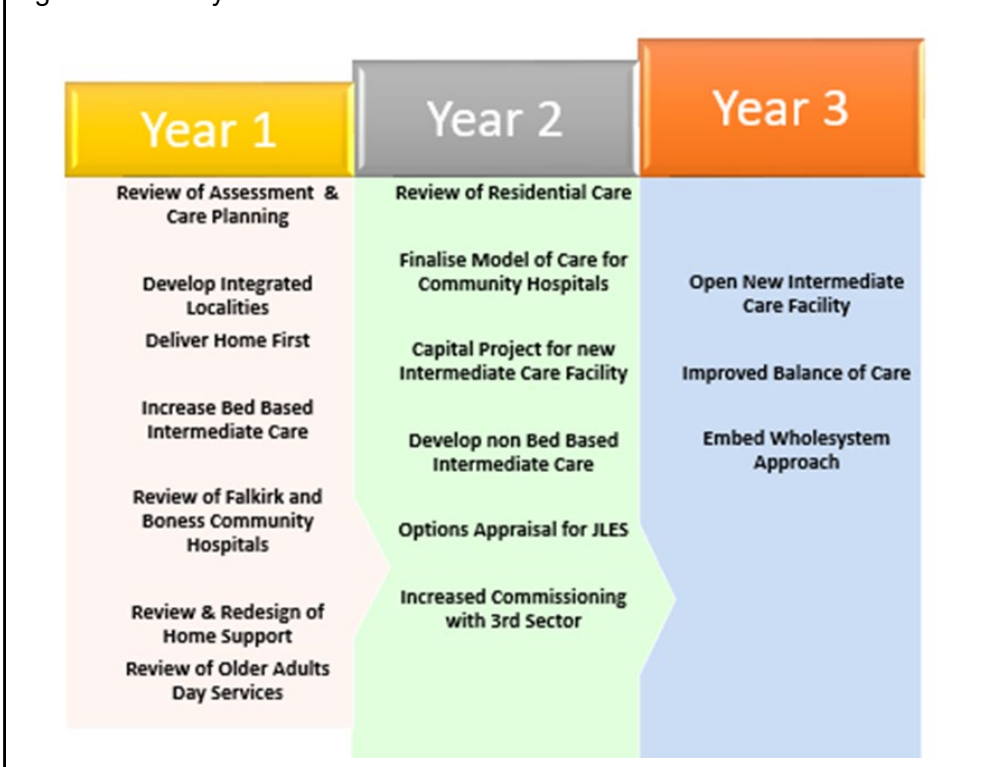 Year 1
Review of Assessment &
Care Planning
Develop Integrated
Localities
Deliver Home First
Increase Bed Based
Intermediate Care
Review of Falkirk and
Boness Community
Hospitals
Review & Redesign of
Home Support
Review of Older Adults
Day Services
Year 2
Review of Residential Care
Finalise Model of Care for
Community Hospitals
Capital Project for new
Intermediate Care Facility
Develop non Bed Based
Intermediate Care
Options Appraisal for JLES
Increased Commissioning
with 3rd Sector
Year 3
Open New Intermediate
Care Facility
Improved Balance of Care
Embed Wholesystem
Approach